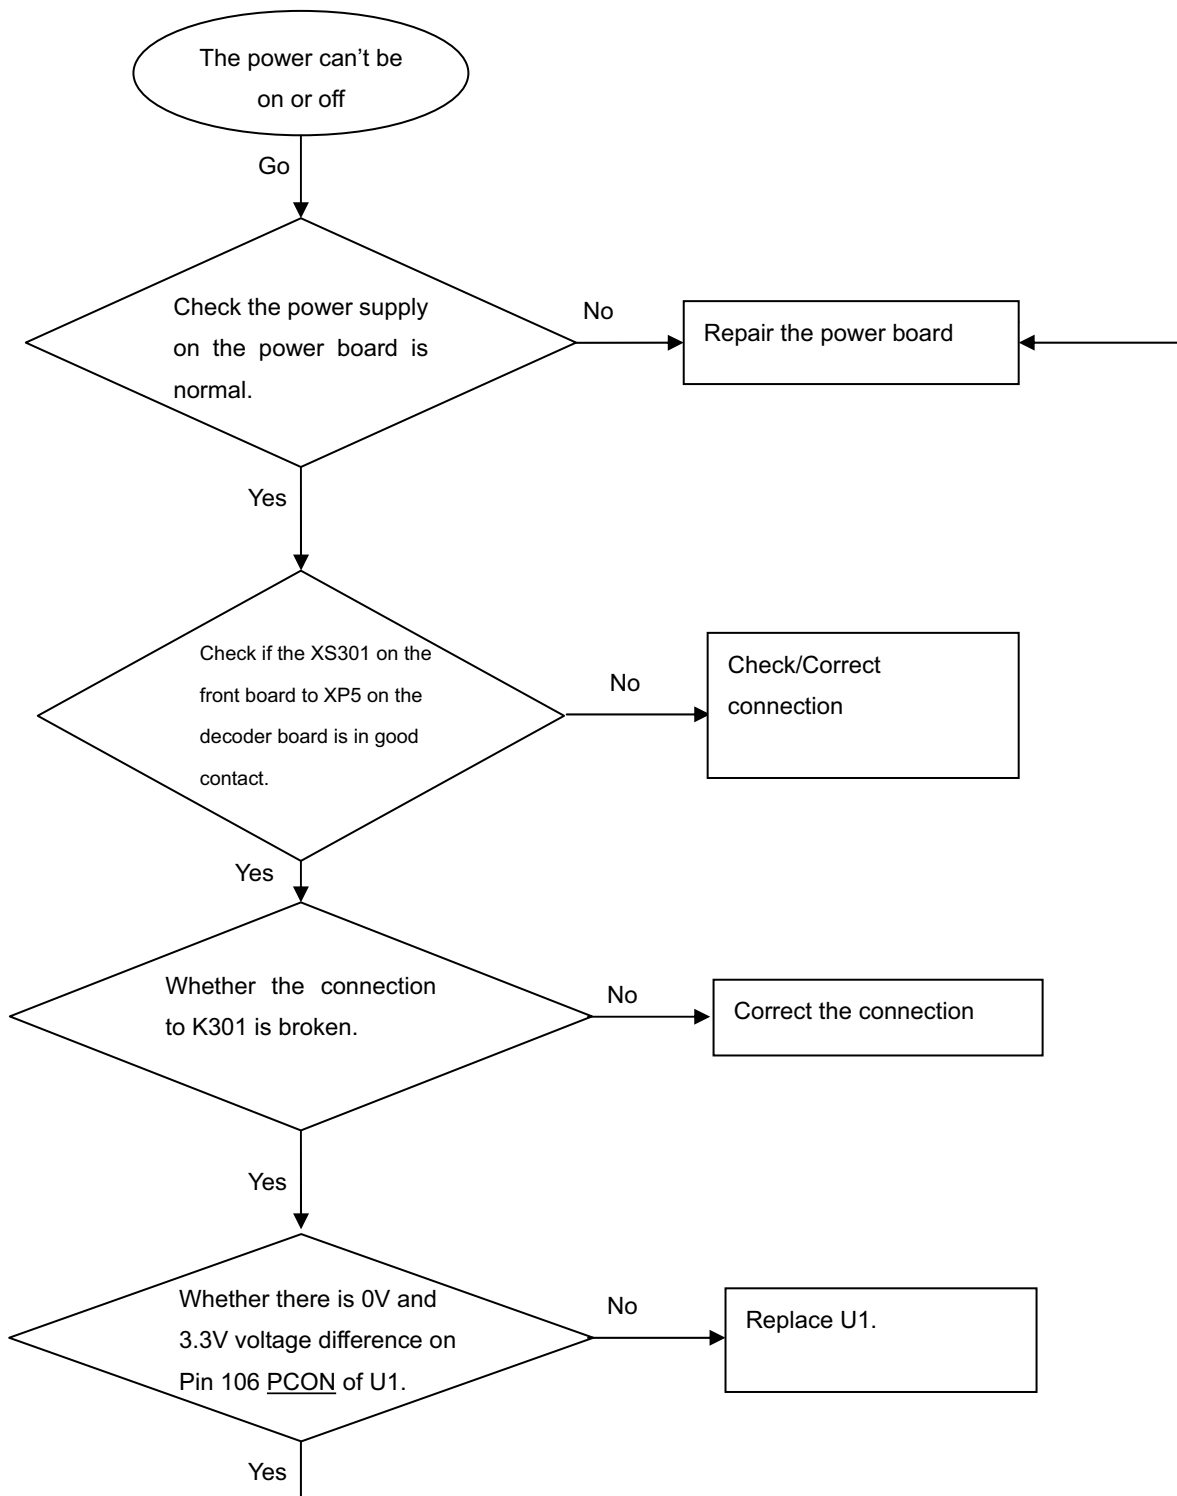 The power can’t be
on or off
Go
Check the power supply
on the power board is
normal.
No
Repair the power board
Yes
Check if the XS301 on the
front board to XP5 on the
decoder board is in good
contact.
No
Check/Correct
connection
Yes
Whether the connection
to K301 is broken.
No
Correct the connection
Yes
Whether there is 0V and
3.3V voltage difference on
Pin 106 PCON of U1.
No
Replace U1.
Yes